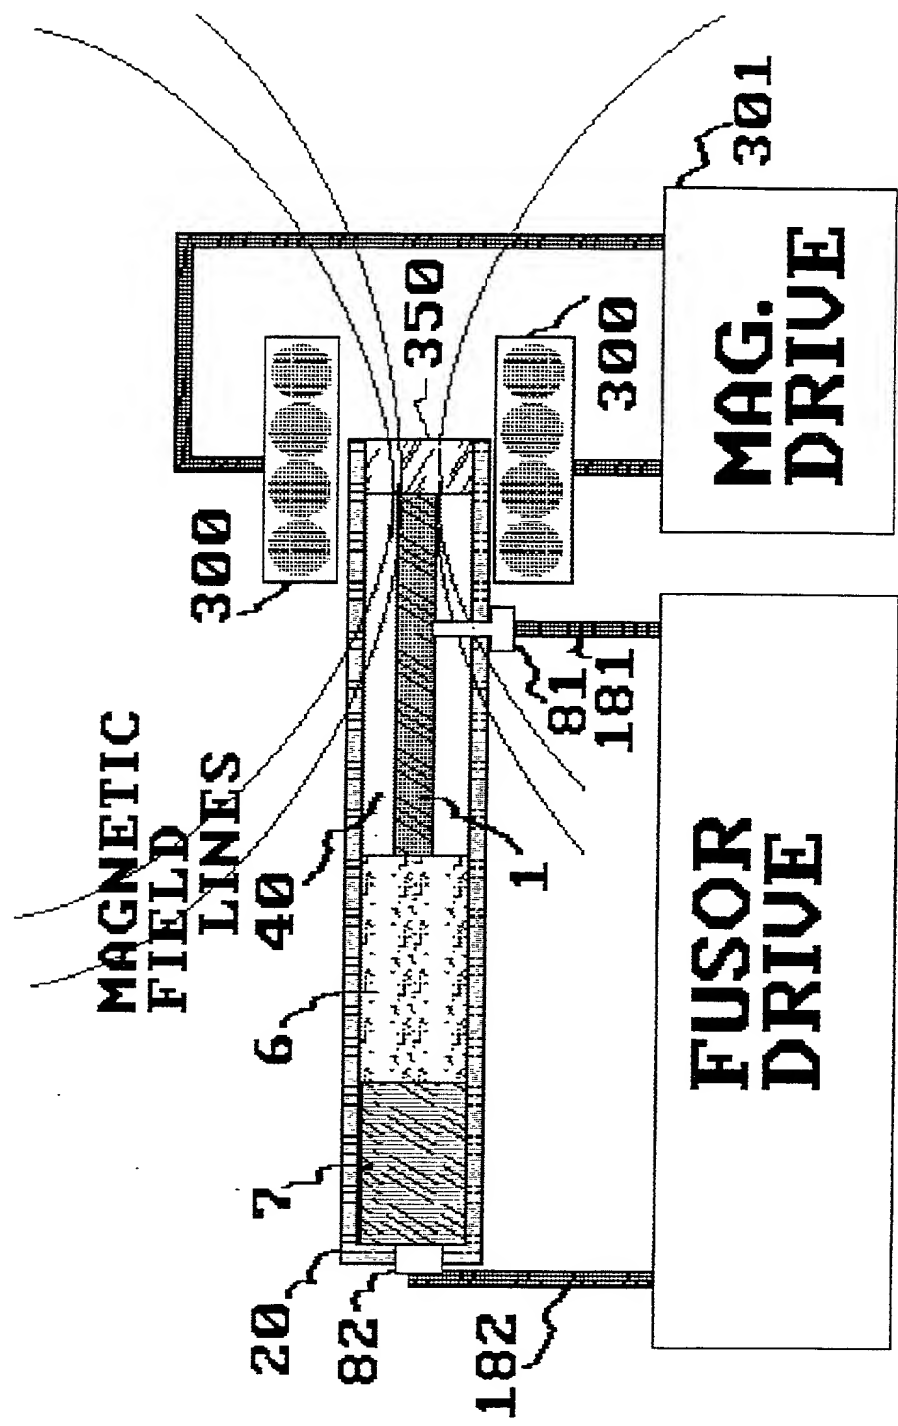 MAGNETIC
FIELD
LINES
300
20
7
6
40
82
350
182
1
81
181
300
FUSOR
DRIVE
MAG.
DRIVE
301